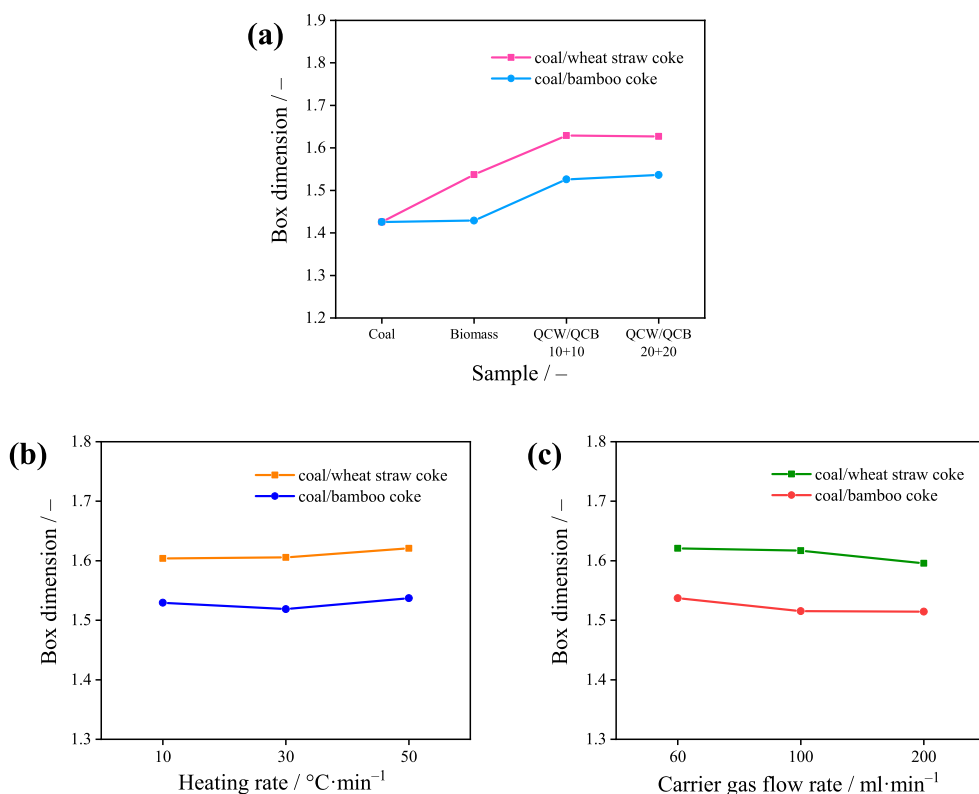 (a)
1.9
1.8
1.7
1.6
1.5
1.4
1.3
1.2
Box dimension / –
coal/wheat straw coke
coal/bamboo coke
Coal
Biomass
QCW/QCB
10+10
QCW/QCB
20+20
Sample / –
(b)
1.8
1.7
1.6
1.5
1.4
1.3
Box dimension / –
coal/wheat straw coke
coal/bamboo coke
10
30
50
Heating rate / °C·min⁻¹
(c)
1.8
1.7
1.6
1.5
1.4
1.3
Box dimension / –
coal/wheat straw coke
coal/bamboo coke
60
100
200
Carrier gas flow rate / ml·min⁻¹